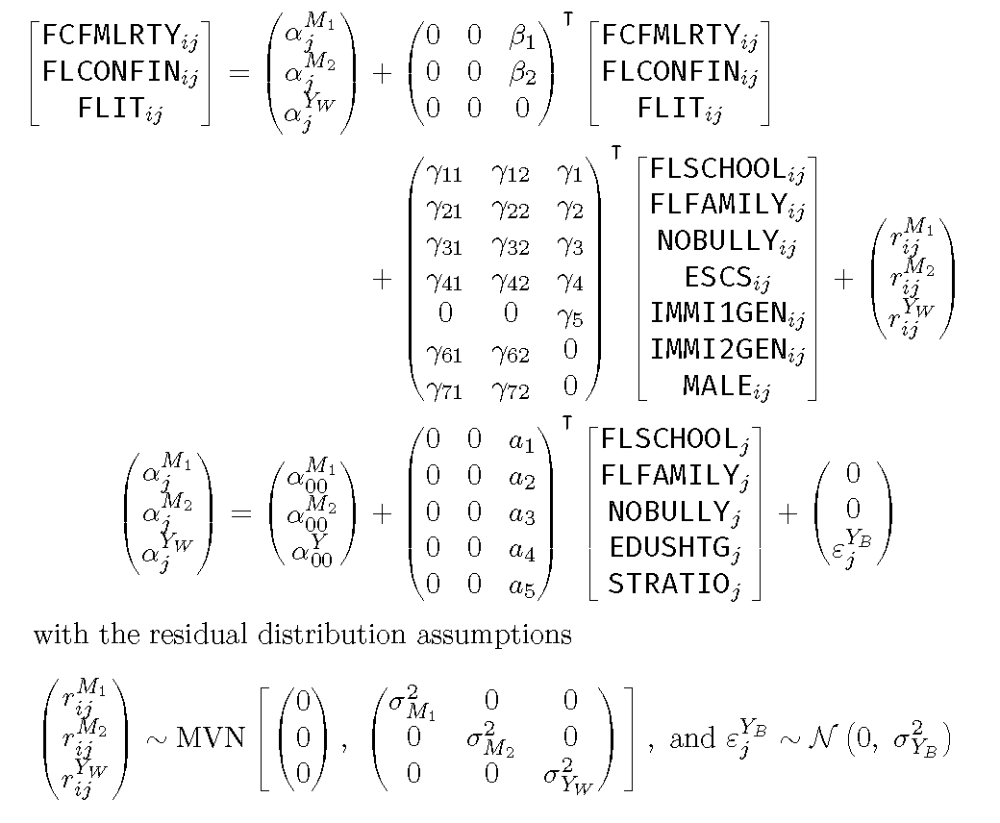 \begin{bmatrix} \texttt{FCFMLRTY}_{ij} \\ \texttt{FLCONFIN}_{ij} \\ \texttt{FLIT}_{ij} \end{bmatrix} = \begin{pmatrix} \alpha_j^{M_1} \\ \alpha_j^{M_2} \\ \alpha_j^{Y_W} \end{pmatrix} + \begin{pmatrix} 0 & 0 & \beta_1 \\ 0 & 0 & \beta_2 \\ 0 & 0 & 0 \end{pmatrix}^\intercal \begin{bmatrix} \texttt{FCFMLRTY}_{ij} \\ \texttt{FLCONFIN}_{ij} \\ \texttt{FLIT}_{ij} \end{bmatrix}
+ \begin{pmatrix} \gamma_{11} & \gamma_{12} & \gamma_1 \\ \gamma_{21} & \gamma_{22} & \gamma_2 \\ \gamma_{31} & \gamma_{32} & \gamma_3 \\ \gamma_{41} & \gamma_{42} & \gamma_4 \\ 0 & 0 & \gamma_5 \\ \gamma_{61} & \gamma_{62} & 0 \\ \gamma_{71} & \gamma_{72} & 0 \end{pmatrix}^\intercal \begin{bmatrix} \texttt{FLSCHOOL}_{ij} \\ \texttt{FLFAMILY}_{ij} \\ \texttt{NOBULLY}_{ij} \\ \texttt{ESCS}_{ij} \\ \texttt{IMMI1GEN}_{ij} \\ \texttt{IMMI2GEN}_{ij} \\ \texttt{MALE}_{ij} \end{bmatrix} + \begin{pmatrix} r_{ij}^{M_1} \\ r_{ij}^{M_2} \\ r_{ij}^{Y_W} \end{pmatrix}
\begin{pmatrix} \alpha_j^{M_1} \\ \alpha_j^{M_2} \\ \alpha_j^{Y_W} \end{pmatrix} = \begin{pmatrix} \alpha_{00}^{M_1} \\ \alpha_{00}^{M_2} \\ \alpha_{00}^{Y} \end{pmatrix} + \begin{pmatrix} 0 & 0 & a_1 \\ 0 & 0 & a_2 \\ 0 & 0 & a_3 \\ 0 & 0 & a_4 \\ 0 & 0 & a_5 \end{pmatrix}^\intercal \begin{bmatrix} \texttt{FLSCHOOL}_j \\ \texttt{FLFAMILY}_j \\ \texttt{NOBULLY}_j \\ \texttt{EDUSHTG}_j \\ \texttt{STRATIO}_j \end{bmatrix} + \begin{pmatrix} 0 \\ 0 \\ \varepsilon_j^{Y_B} \end{pmatrix}
with the residual distribution assumptions
\begin{pmatrix} r_{ij}^{M_1} \\ r_{ij}^{M_2} \\ r_{ij}^{Y_W} \end{pmatrix} \sim \text{MVN} \left[ \begin{pmatrix} 0 \\ 0 \\ 0 \end{pmatrix}, \begin{pmatrix} \sigma_{M_1}^2 & 0 & 0 \\ 0 & \sigma_{M_2}^2 & 0 \\ 0 & 0 & \sigma_{Y_W}^2 \end{pmatrix} \right], \text{ and } \varepsilon_j^{Y_B} \sim \mathcal{N}\left(0, \sigma_{Y_B}^2\right)